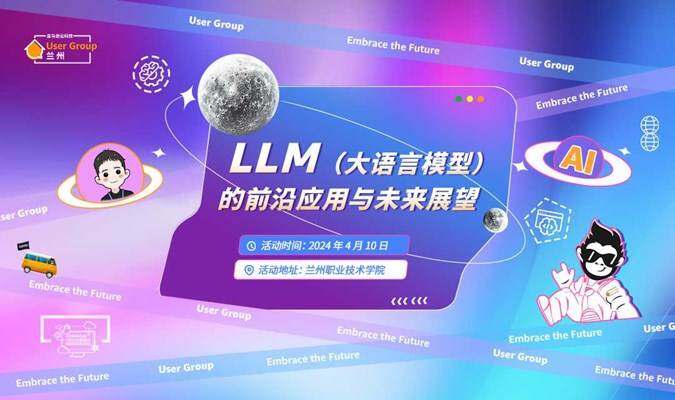 User Group
兰州
User Group
Embrace the Future
User Group
Embrace the Future
LLM（大语言模型）
的前沿应用与未来展望
AI
活动时间：2024 年 4 月 10 日
活动地址：兰州职业技术学院
ser Group
Embrace the Future
User Group
Embrace the Future
Embrace the Future
User G
User Group
User Group
Embrace the Future
Embrace the Future